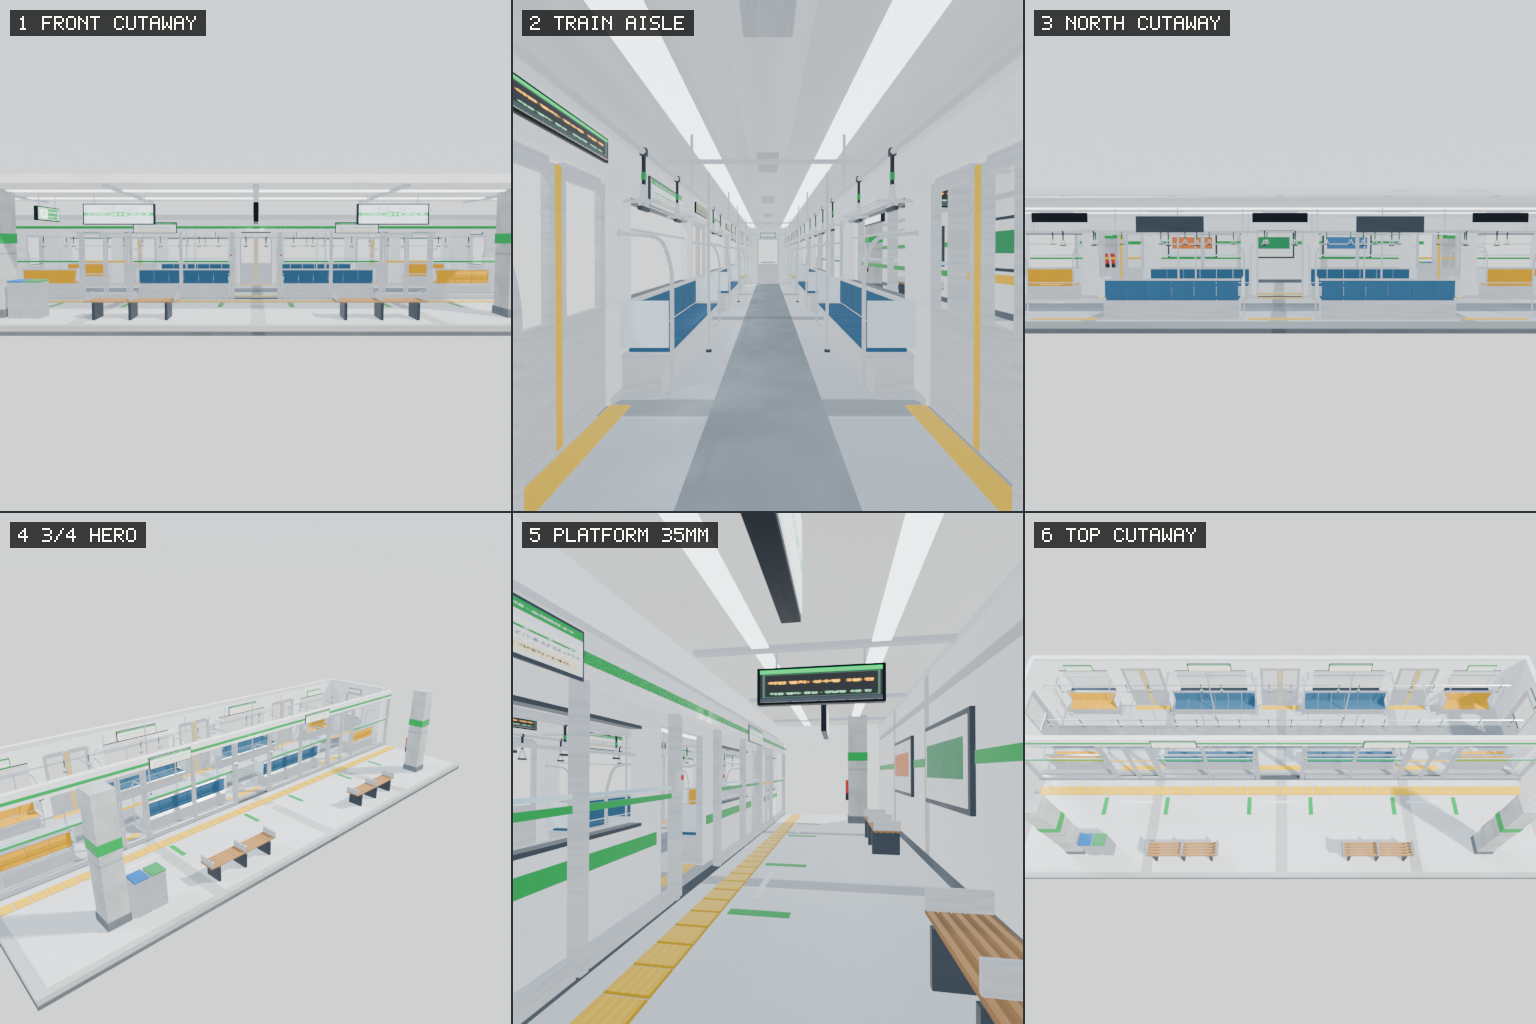 1 FRONT CUTAWAY
2 TRAIN AISLE
3 NORTH CUTAWAY
4 3/4 HERO
5 PLATFORM 35MM
6 TOP CUTAWAY